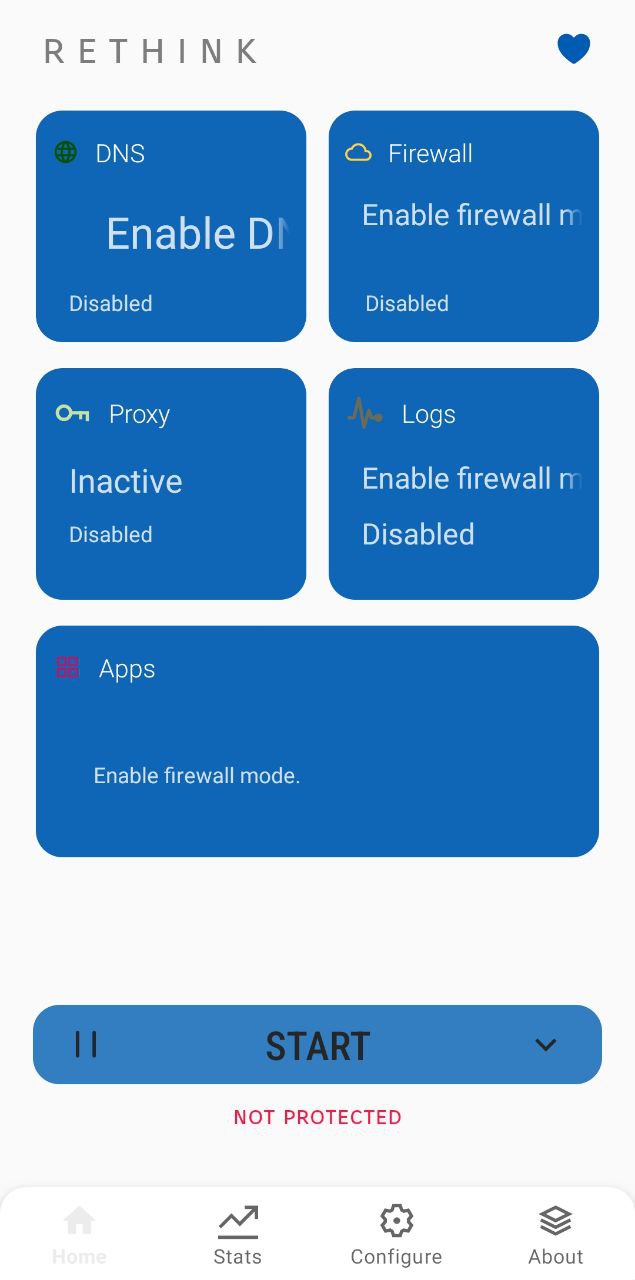 RETHINK
DNS
Enable DN
Disabled
Firewall
Enable firewall m
Disabled
Proxy
Inactive
Disabled
Logs
Enable firewall m
Disabled
Apps
Enable firewall mode.
START
NOT PROTECTED
Home
Stats
Configure
About